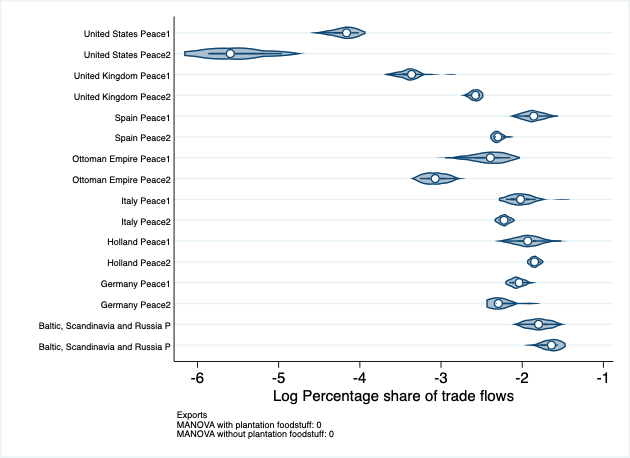 United States Peace1
United States Peace2
United Kingdom Peace1
United Kingdom Peace2
Spain Peace1
Spain Peace2
Ottoman Empire Peace1
Ottoman Empire Peace2
Italy Peace1
Italy Peace2
Holland Peace1
Holland Peace2
Germany Peace1
Germany Peace2
Baltic, Scandinavia and Russia P
Baltic, Scandinavia and Russia P
-6 -5 -4 -3 -2 -1
Log Percentage share of trade flows
Exports
MANOVA with plantation foodstuff: 0
MANOVA without plantation foodstuff: 0